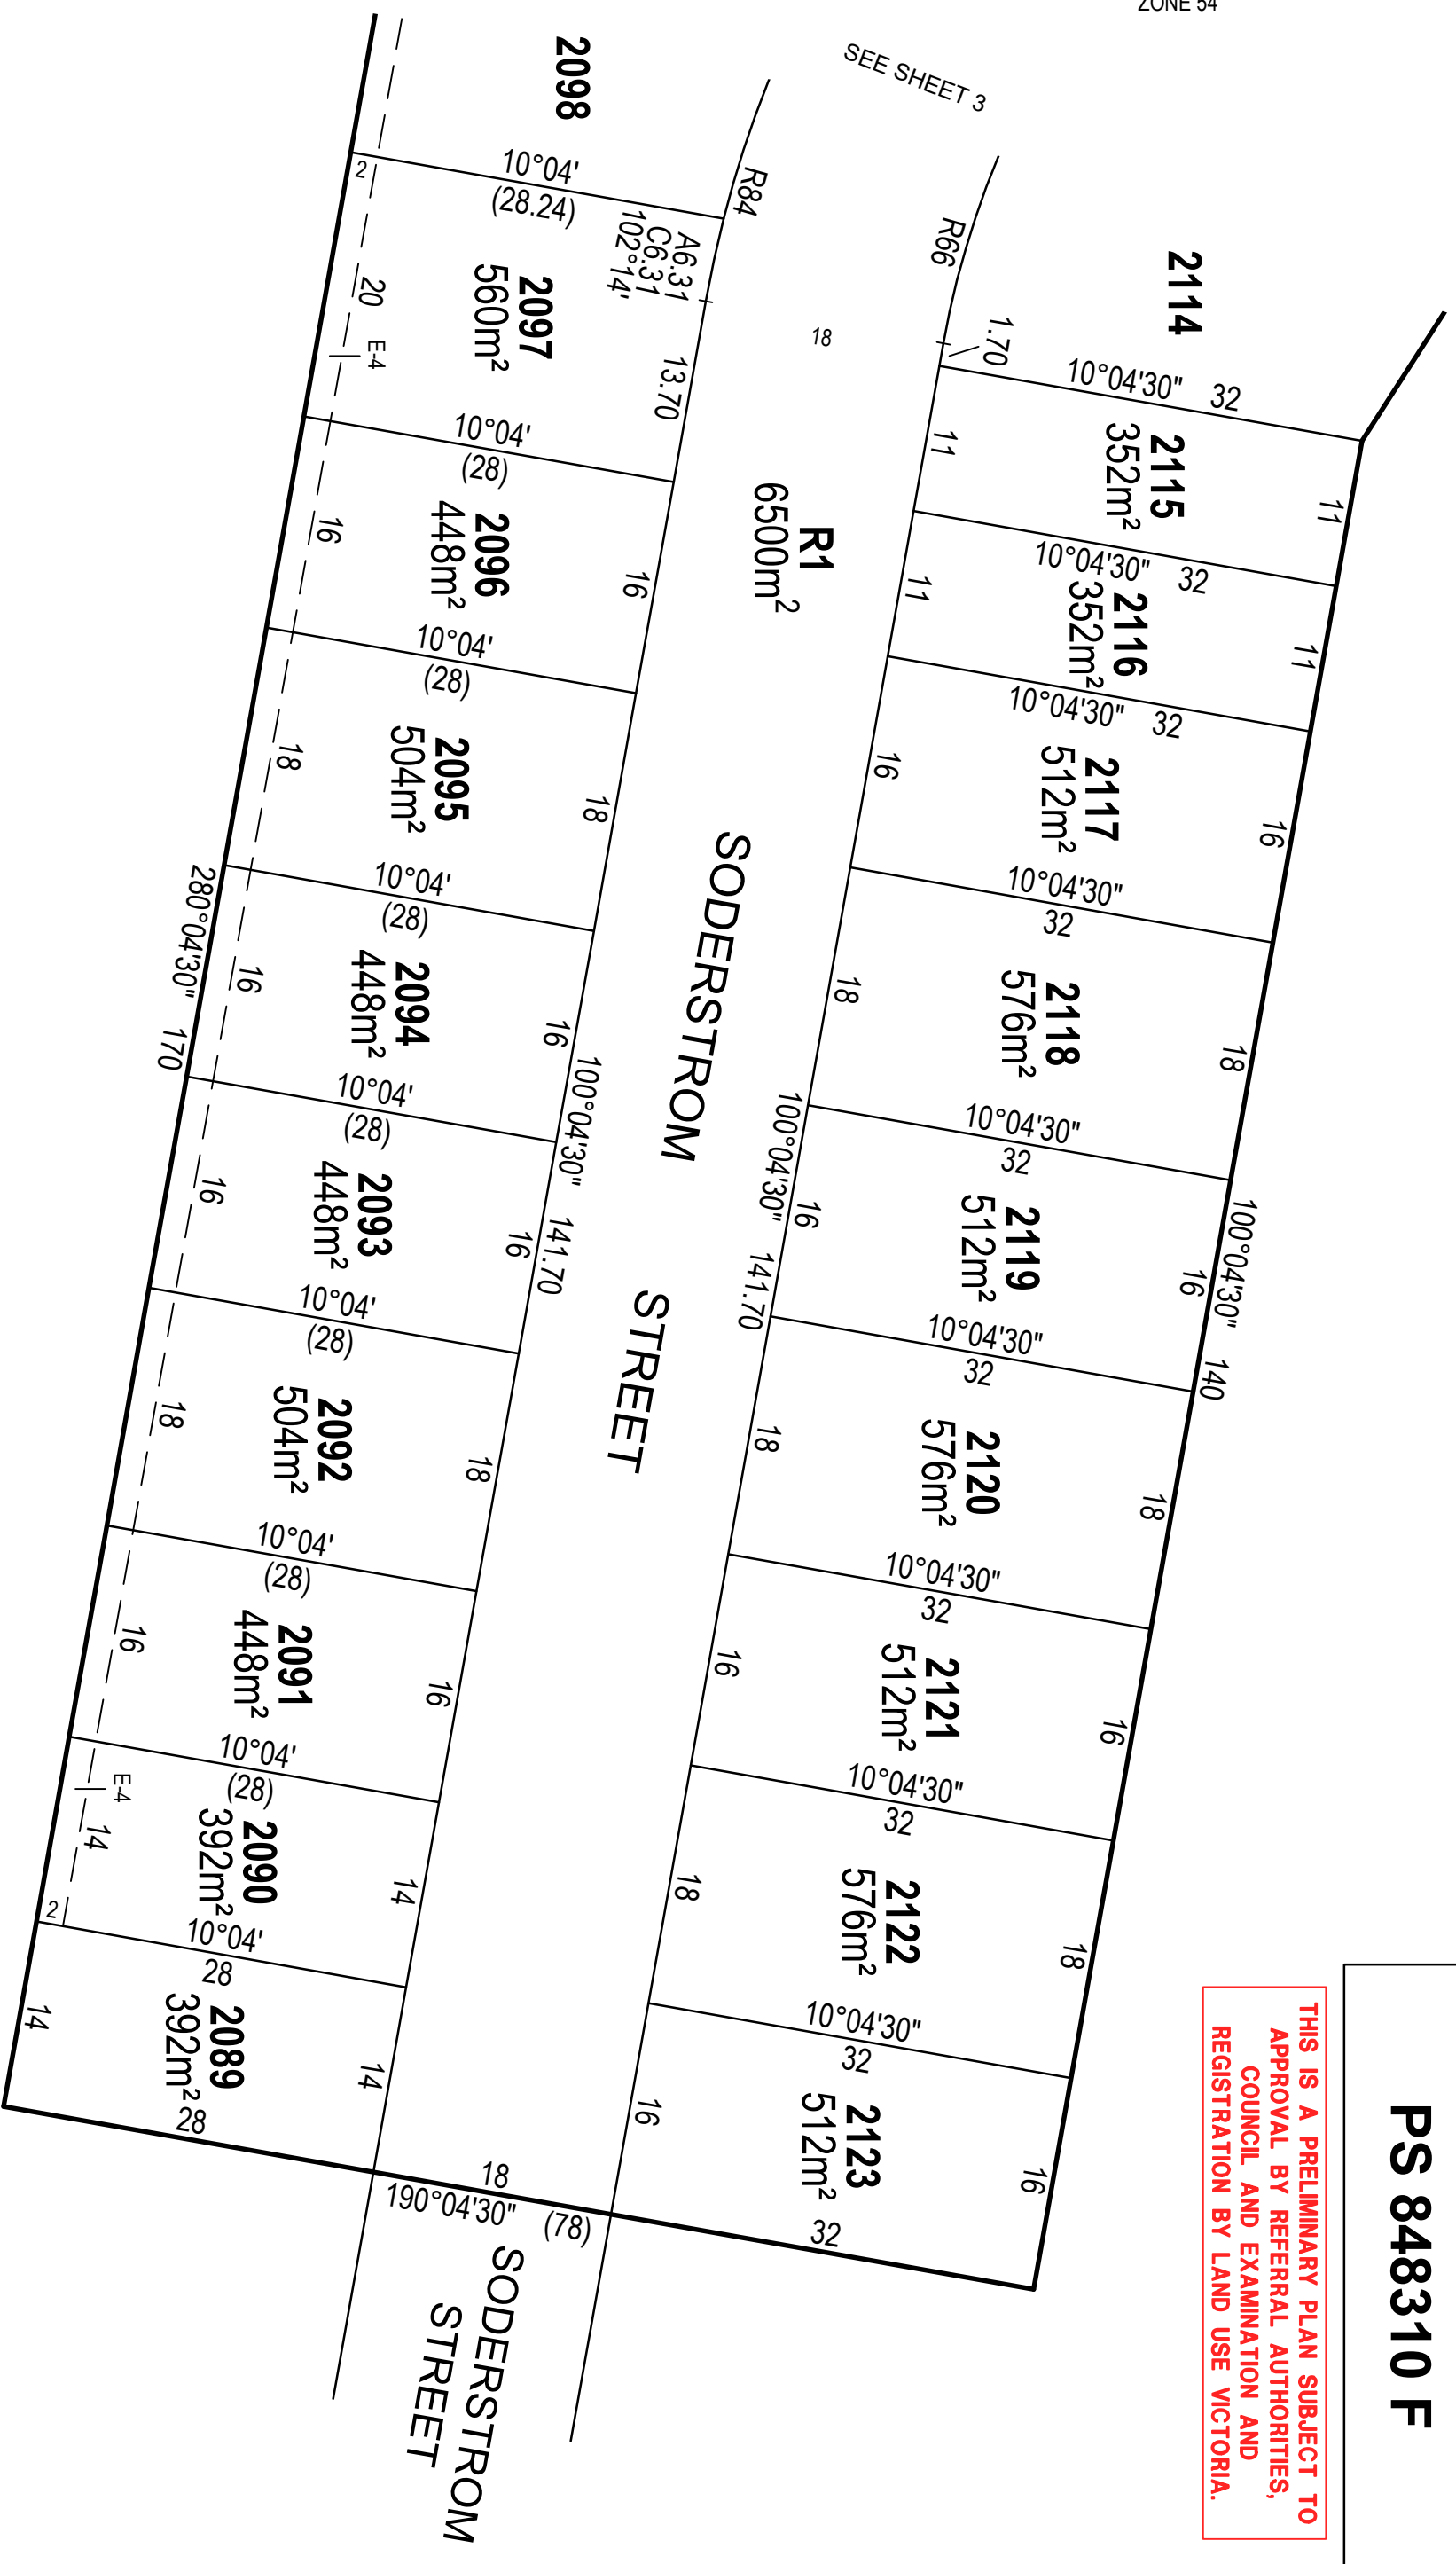 ZONE 54
PS 848310 F
THIS IS A PRELIMINARY PLAN SUBJECT TO
APPROVAL BY REFERRAL AUTHORITIES,
COUNCIL AND EXAMINATION AND
REGISTRATION BY LAND USE VICTORIA.
SEE SHEET 3
2114
R66
1.70
10°04'30" 32
2115
352m²
11
11
10°04'30" 32
2116
352m²
11
11
10°04'30" 32
2117
512m²
16
16
10°04'30"
32
2118
576m²
18
18
10°04'30"
32
2119
512m²
16
16
100°04'30" 140
100°04'30" 141.70
10°04'30"
32
2120
576m²
18
18
10°04'30"
32
2121
512m²
16
16
10°04'30"
32
2122
576m²
18
18
10°04'30"
32
2123
512m²
16
16
32
18
R1
6500m²
SODERSTROM STREET
100°04'30" 141.70
18
190°04'30" (78)
SODERSTROM
STREET
2098
R84
10°04'
(28.24)
A6.31
C6.31
102°14'
13.70
2097
560m²
2
20
E-4
10°04'
(28)
2096
448m²
16
16
10°04'
(28)
2095
504m²
18
18
10°04'
(28)
2094
448m²
16
16
280°04'30" 170
10°04'
(28)
2093
448m²
16
16
10°04'
(28)
2092
504m²
18
18
10°04'
(28)
2091
448m²
16
16
10°04'
(28)
2090
392m²
14
14
E-4
2
10°04'
28
2089
392m²
14
14
28